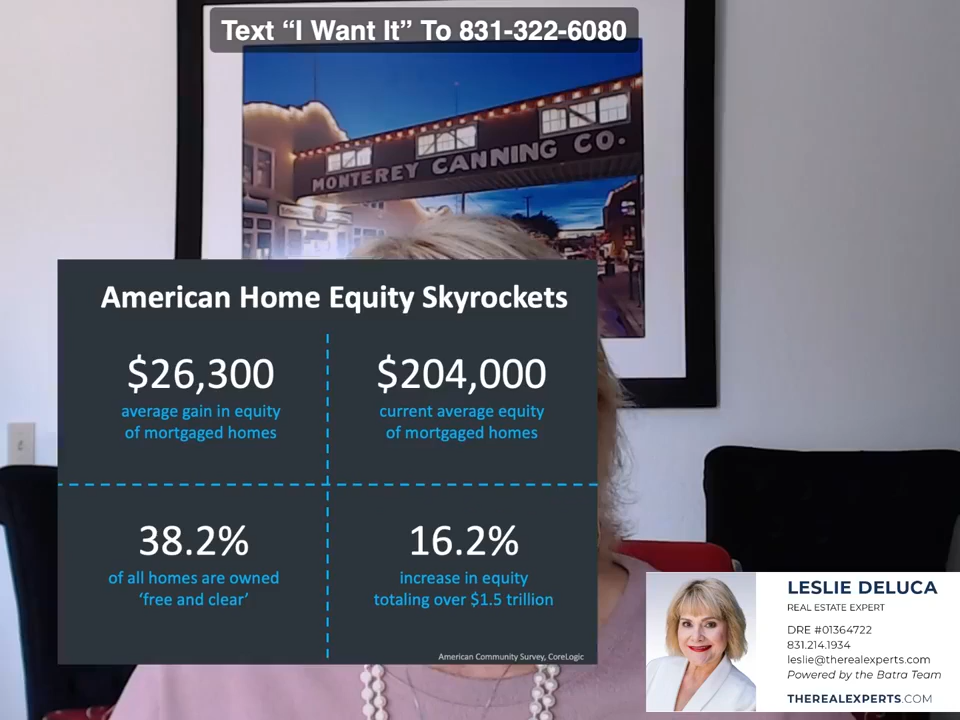 Text “I Want It” To 831-322-6080
MONTEREY CANNING CO.
American Home Equity Skyrockets
$26,300
average gain in equity
of mortgaged homes
$204,000
current average equity
of mortgaged homes
38.2%
of all homes are owned
‘free and clear’
16.2%
increase in equity
totaling over $1.5 trillion
American Community Survey, CoreLogic
LESLIE DELUCA
REAL ESTATE EXPERT
DRE #01364722
831.214.1934
leslie@therealexperts.com
Powered by the Batra Team
THEREALEXPERTS.COM